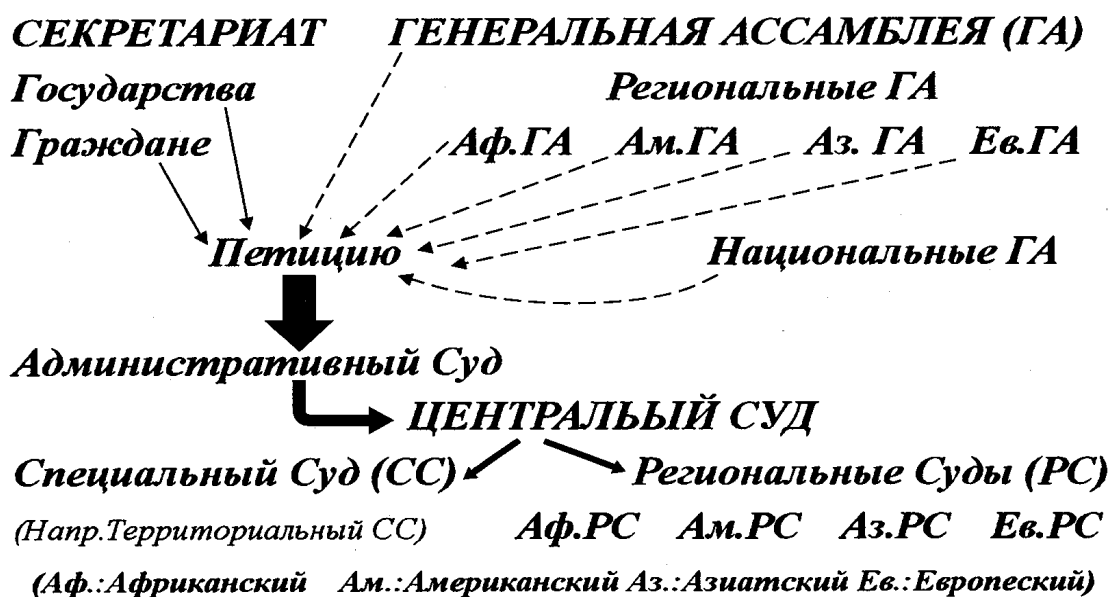 СЕКРЕТАРИАТ ГЕНЕРАЛЬНАЯ АССАМБЛЕЯ (ГА)
Государства Региональные ГА
Граждане Аф.ГА Ам.ГА Аз. ГА Ев.ГА
Петицию Национальные ГА
Административный Суд
ЦЕНТРАЛЬЫЙ СУД
Специальный Суд (СС) Региональные Суды (РС)
(Напр.Территориальный СС) Аф.РС Ам.РС Аз.РС Ев.РС
(Аф.:Африканский Ам.:Американский Аз.:Азиатский Ев.:Европеский)